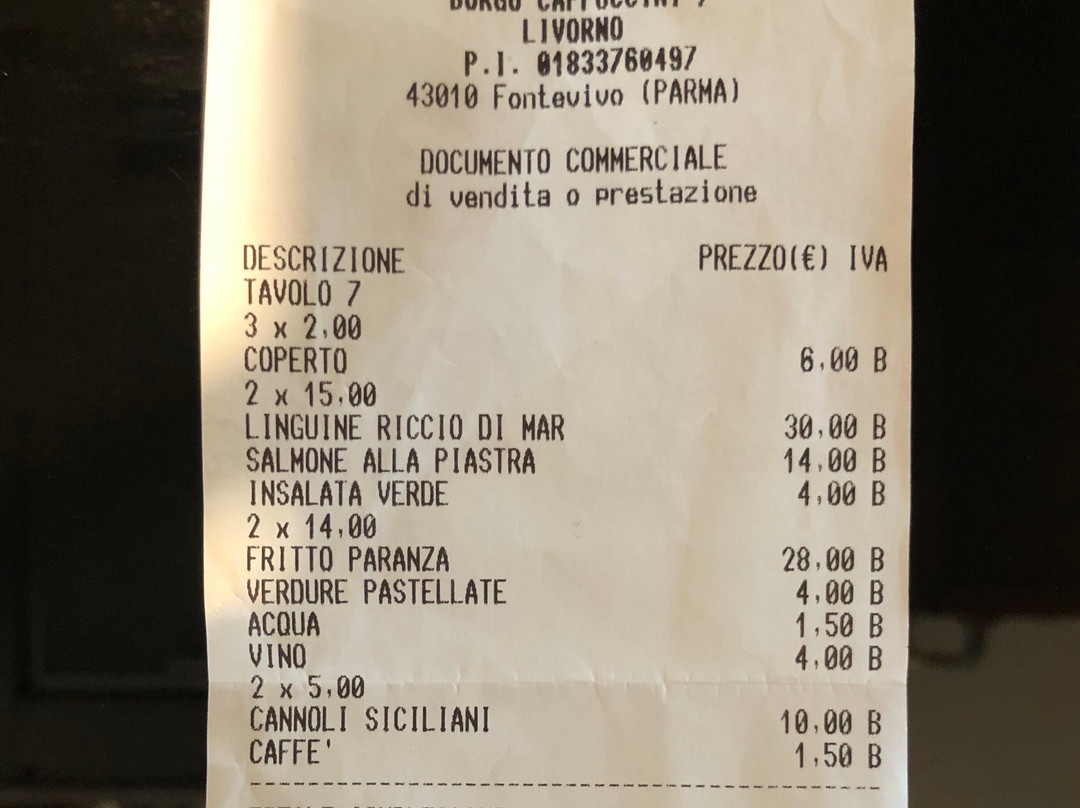 BORGO CAPPUCCINI 7
LIVORNO
P.I. 01833760497
43010 Fontevivo (PARMA)
DOCUMENTO COMMERCIALE
di vendita o prestazione
DESCRIZIONE PREZZO(€) IVA
TAVOLO 7
3 x 2,00
COPERTO 6,00 B
2 x 15,00
LINGUINE RICCIO DI MAR 30,00 B
SALMONE ALLA PIASTRA 14,00 B
INSALATA VERDE 4,00 B
2 x 14,00
FRITTO PARANZA 28,00 B
VERDURE PASTELLATE 4,00 B
ACQUA 1,50 B
VINO 4,00 B
2 x 5,00
CANNOLI SICILIANI 10,00 B
CAFFE' 1,50 B